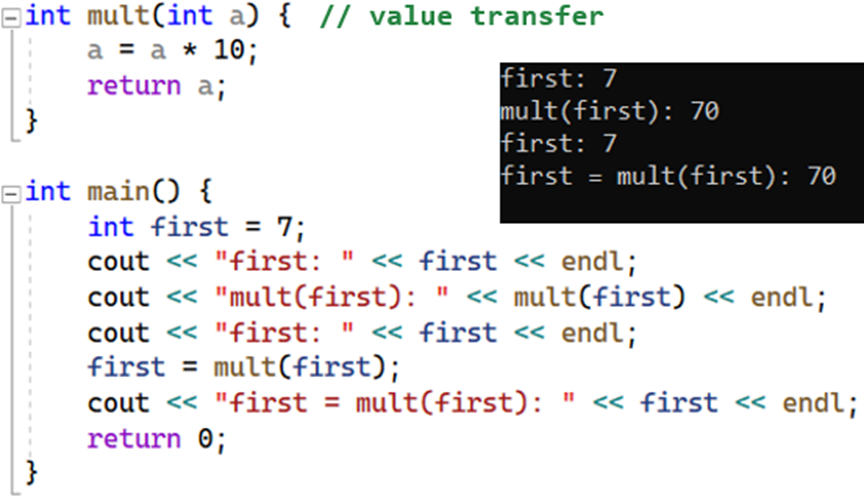 int mult(int a) { // value transfer
a = a * 10;
return a;
}
first: 7
mult(first): 70
first: 7
first = mult(first): 70
int main() {
int first = 7;
cout << "first: " << first << endl;
cout << "mult(first): " << mult(first) << endl;
cout << "first: " << first << endl;
first = mult(first);
cout << "first = mult(first): " << first << endl;
return 0;
}